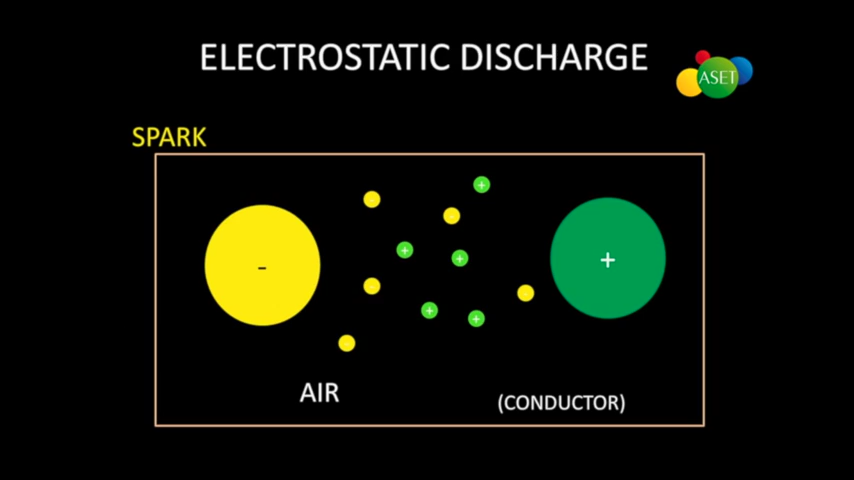 ELECTROSTATIC DISCHARGE
ASET
SPARK
+
-
+
+
+
+
+
-
-
AIR
(CONDUCTOR)